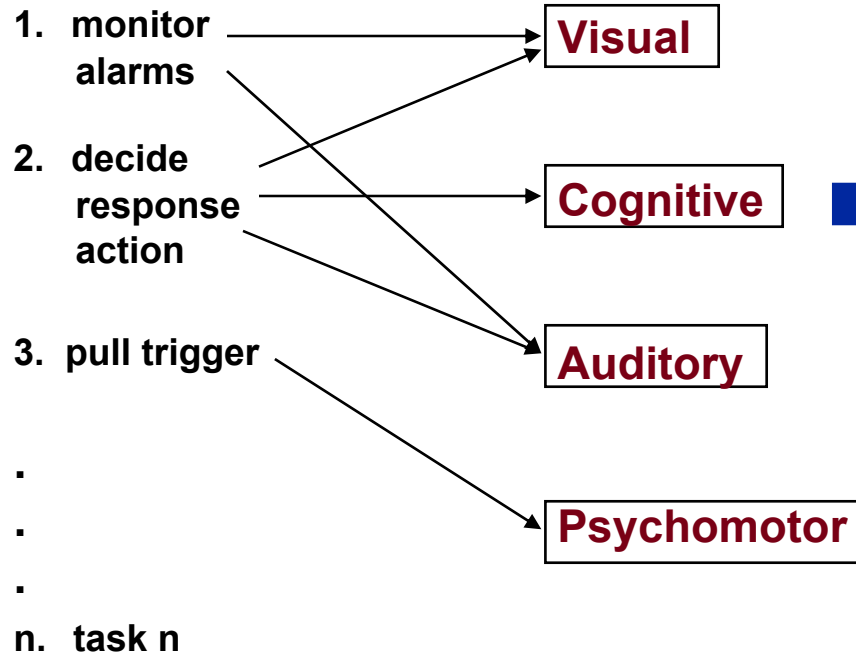 1. monitor
alarms
2. decide
response
action
3. pull trigger
.
.
.
n. task n
Visual
Cognitive
Auditory
Psychomotor